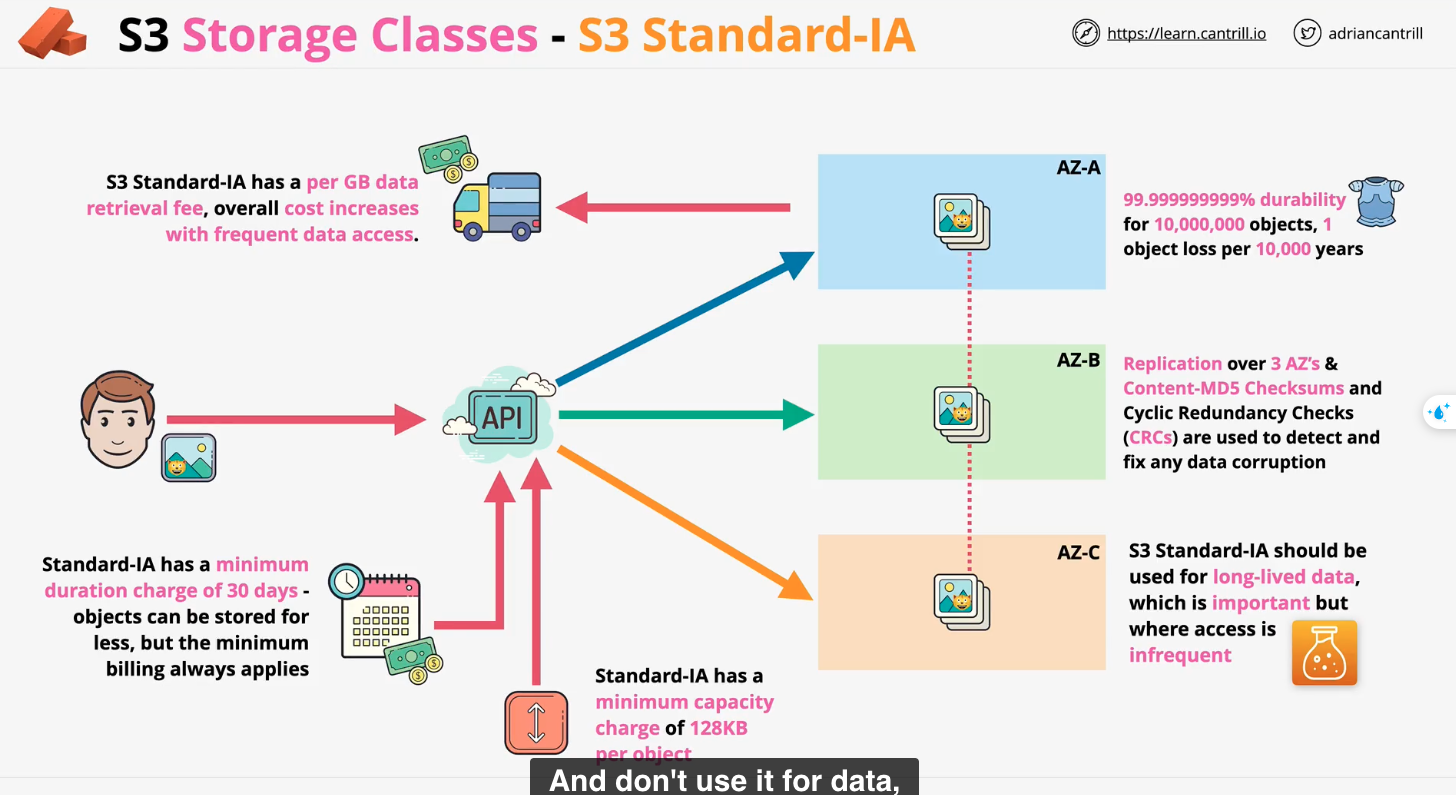 S3 Storage Classes - S3 Standard-IA
https://learn.cantrill.io
adriancantrill
S3 Standard-IA has a per GB data
retrieval fee, overall cost increases
with frequent data access.
AZ-A
99.999999999% durability
for 10,000,000 objects, 1
object loss per 10,000 years
API
AZ-B
Replication over 3 AZ's &
Content-MD5 Checksums and
Cyclic Redundancy Checks
(CRCs) are used to detect and
fix any data corruption
Standard-IA has a minimum
duration charge of 30 days -
objects can be stored for
less, but the minimum
billing always applies
AZ-C
S3 Standard-IA should be
used for long-lived data,
which is important but
where access is
infrequent
Standard-IA has a
minimum capacity
charge of 128KB
per object
And don't use it for data,